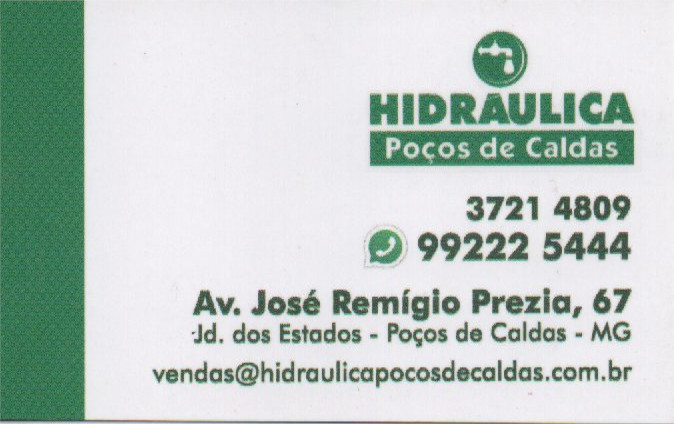 HIDRÁULICA
Poços de Caldas
3721 4809
99222 5444
Av. José Remígio Prezia, 67
Jd. dos Estados - Poços de Caldas - MG
vendas@hidraulicapocosdecaldas.com.br